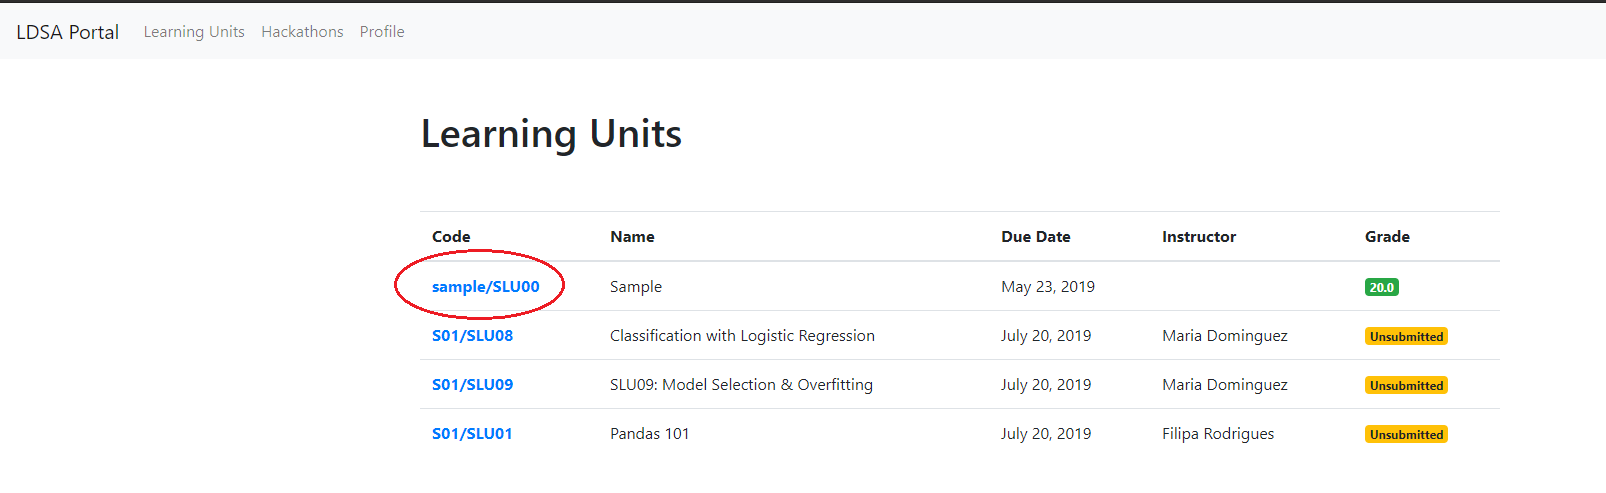 LDSA Portal Learning Units Hackathons Profile
Learning Units
Code Name Due Date Instructor Grade
sample/SLU00 Sample May 23, 2019 20.0
S01/SLU08 Classification with Logistic Regression July 20, 2019 Maria Dominguez Unsubmitted
S01/SLU09 SLU09: Model Selection & Overfitting July 20, 2019 Maria Dominguez Unsubmitted
S01/SLU01 Pandas 101 July 20, 2019 Filipa Rodrigues Unsubmitted